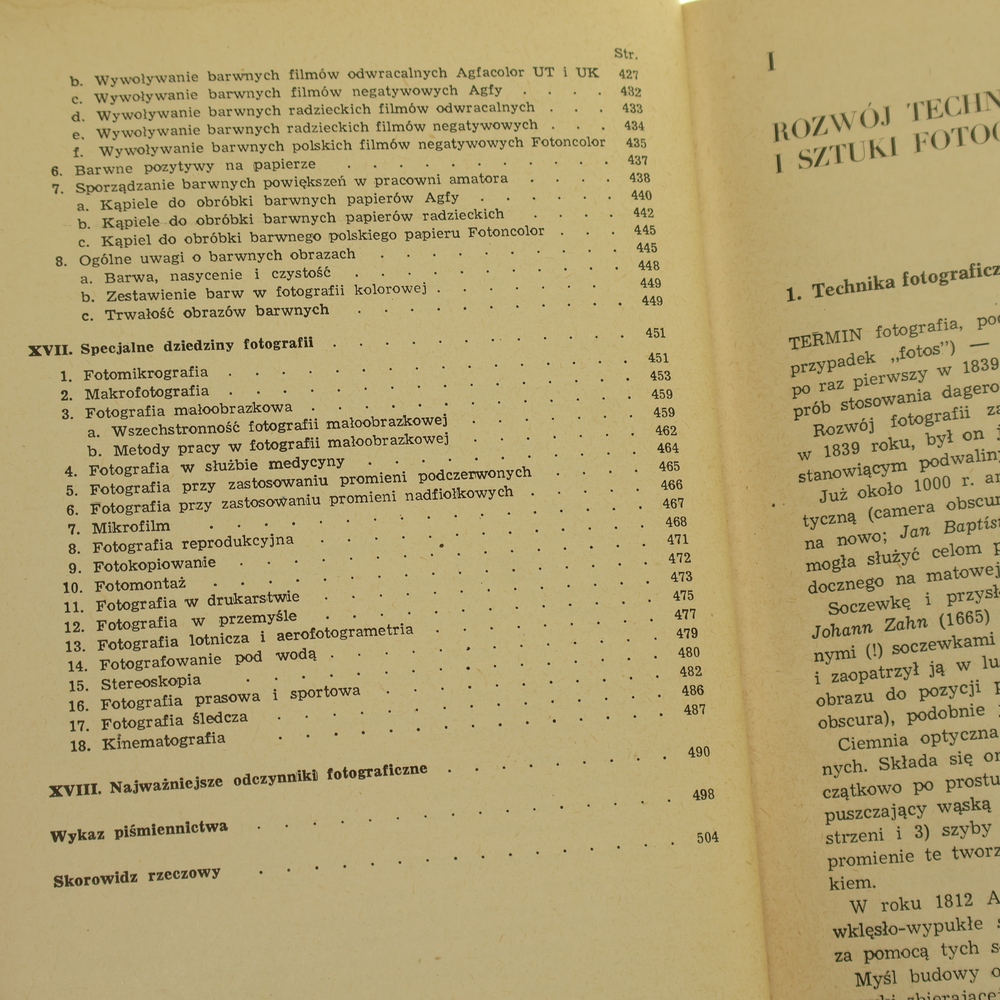 Str.
b. Wywoływanie barwnych filmów odwracalnych Agfacolor UT i UK 427
c. Wywoływanie barwnych filmów negatywowych Agfy . . . . 432
d. Wywoływanie barwnych radzieckich filmów odwracalnych . . . 433
e. Wywoływanie barwnych radzieckich filmów negatywowych . . . 434
f. Wywoływanie barwnych polskich filmów negatywowych Fotoncolor 435
6. Barwne pozytywy na papierze . . . . . . . . . . 437
7. Sporządzanie barwnych powiększeń w pracowni amatora . . . . 438
a. Kąpiele do obróbki barwnych papierów Agfy . . . . . . 440
b. Kąpiele do obróbki barwnych papierów radzieckich . . . . 442
c. Kąpiel do obróbki barwnego polskiego papieru Fotoncolor . . . 445
8. Ogólne uwagi o barwnych obrazach . . . . . . . . . 445
a. Barwa, nasycenie i czystość . . . . . . . . . . 448
b. Zestawienie barw w fotografii kolorowej . . . . . . . 449
c. Trwałość obrazów barwnych . . . . . . . . . . 449
XVII. Specjalne dziedziny fotografii . . . . . . . . . . . 451
1. Fotomikrografia . . . . . . . . . . . . . . 451
2. Makrofotografia . . . . . . . . . . . . . . 453
3. Fotografia małoobrazkowa . . . . . . . . . . . 459
a. Wszechstronność fotografii małoobrazkowej . . . . . . 459
b. Metody pracy w fotografii małoobrazkowej . . . . . . 462
4. Fotografia w służbie medycyny . . . . . . . . . . 464
5. Fotografia przy zastosowaniu promieni podczerwonych . . . . 465
6. Fotografia przy zastosowaniu promieni nadfiołkowych . . . . . 466
7. Mikrofilm . . . . . . . . . . . . . . . 467
8. Fotografia reprodukcyjna . . . . . . . . . . . . 468
9. Fotokopiowanie . . . . . . . . . . . . . . 471
10. Fotomontaż . . . . . . . . . . . . . . . 472
11. Fotografia w drukarstwie . . . . . . . . . . . . 473
12. Fotografia w przemyśle . . . . . . . . . . . . 475
13. Fotografia lotnicza i aerofotogrametria . . . . . . . . 477
14. Fotografowanie pod wodą . . . . . . . . . . . . 479
15. Stereoskopia . . . . . . . . . . . . . . 480
16. Fotografia prasowa i sportowa . . . . . . . . . . 482
17. Fotografia śledcza . . . . . . . . . . . . . 486
18. Kinematografia . . . . . . . . . . . . . . 487
XVIII. Najważniejsze odczynniki fotograficzne . . . . . . . . 490
Wykaz piśmiennictwa . . . . . . . . . . . . . . . 498
Skorowidz rzeczowy . . . . . . . . . . . . . . . 504
I
ROZWÓJ
I SZTUKI
1. Technika
TERMIN fotografia,
przypadek „fotos”) —
po raz pierwszy w 1839
prób stosowania
Rozwój fotografii
w 1839 roku, był on
stanowiącym
Już około 1000 r.
tyczną (camera
na nowo; Jan
mogła służyć celom
docznego na matowej
Soczewkę i
Johann Zahn (1665)
nymi (!) soczewkami
i zaopatrzył ją w
obrazu do pozycji
obscura), podobnie
Ciemnia optyczna
nych. Składa się
czątkowo po prostu
puszczający wąską
strzeni i 3) szyby
promienie te
kiem.
W roku 1812
wklęsło-wypukłe
za pomocą tych
Myśl budowy